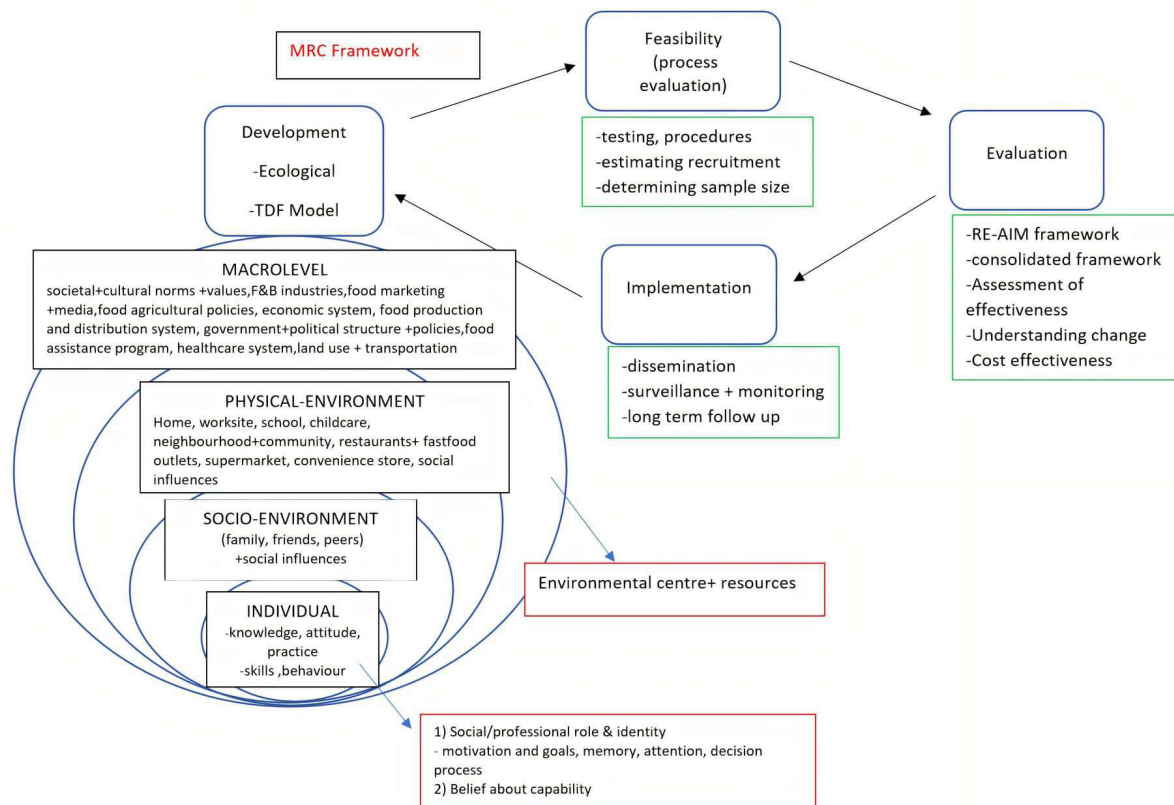 MRC Framework
Feasibility
(process
evaluation)
-testing, procedures
-estimating recruitment
-determining sample size
Development
-Ecological
-TDF Model
Evaluation
-RE-AIM framework
-consolidated framework
-Assessment of
effectiveness
-Understanding change
-Cost effectiveness
Implementation
-dissemination
-surveillance + monitoring
-long term follow up
MACROLEVEL
societal+cultural norms +values,F&B industries,food marketing
+media,food agricultural policies, economic system, food production
and distribution system, government+political structure +policies,food
assistance program, healthcare system,land use + transportation
PHYSICAL-ENVIRONMENT
Home, worksite, school, childcare,
neighbourhood+community, restaurants+ fastfood
outlets, supermarket, convenience store, social
influences
SOCIO-ENVIRONMENT
(family, friends, peers)
+social influences
INDIVIDUAL
-knowledge, attitude,
practice
-skills ,behaviour
Environmental centre+ resources
1) Social/professional role & identity
- motivation and goals, memory, attention, decision
process
2) Belief about capability